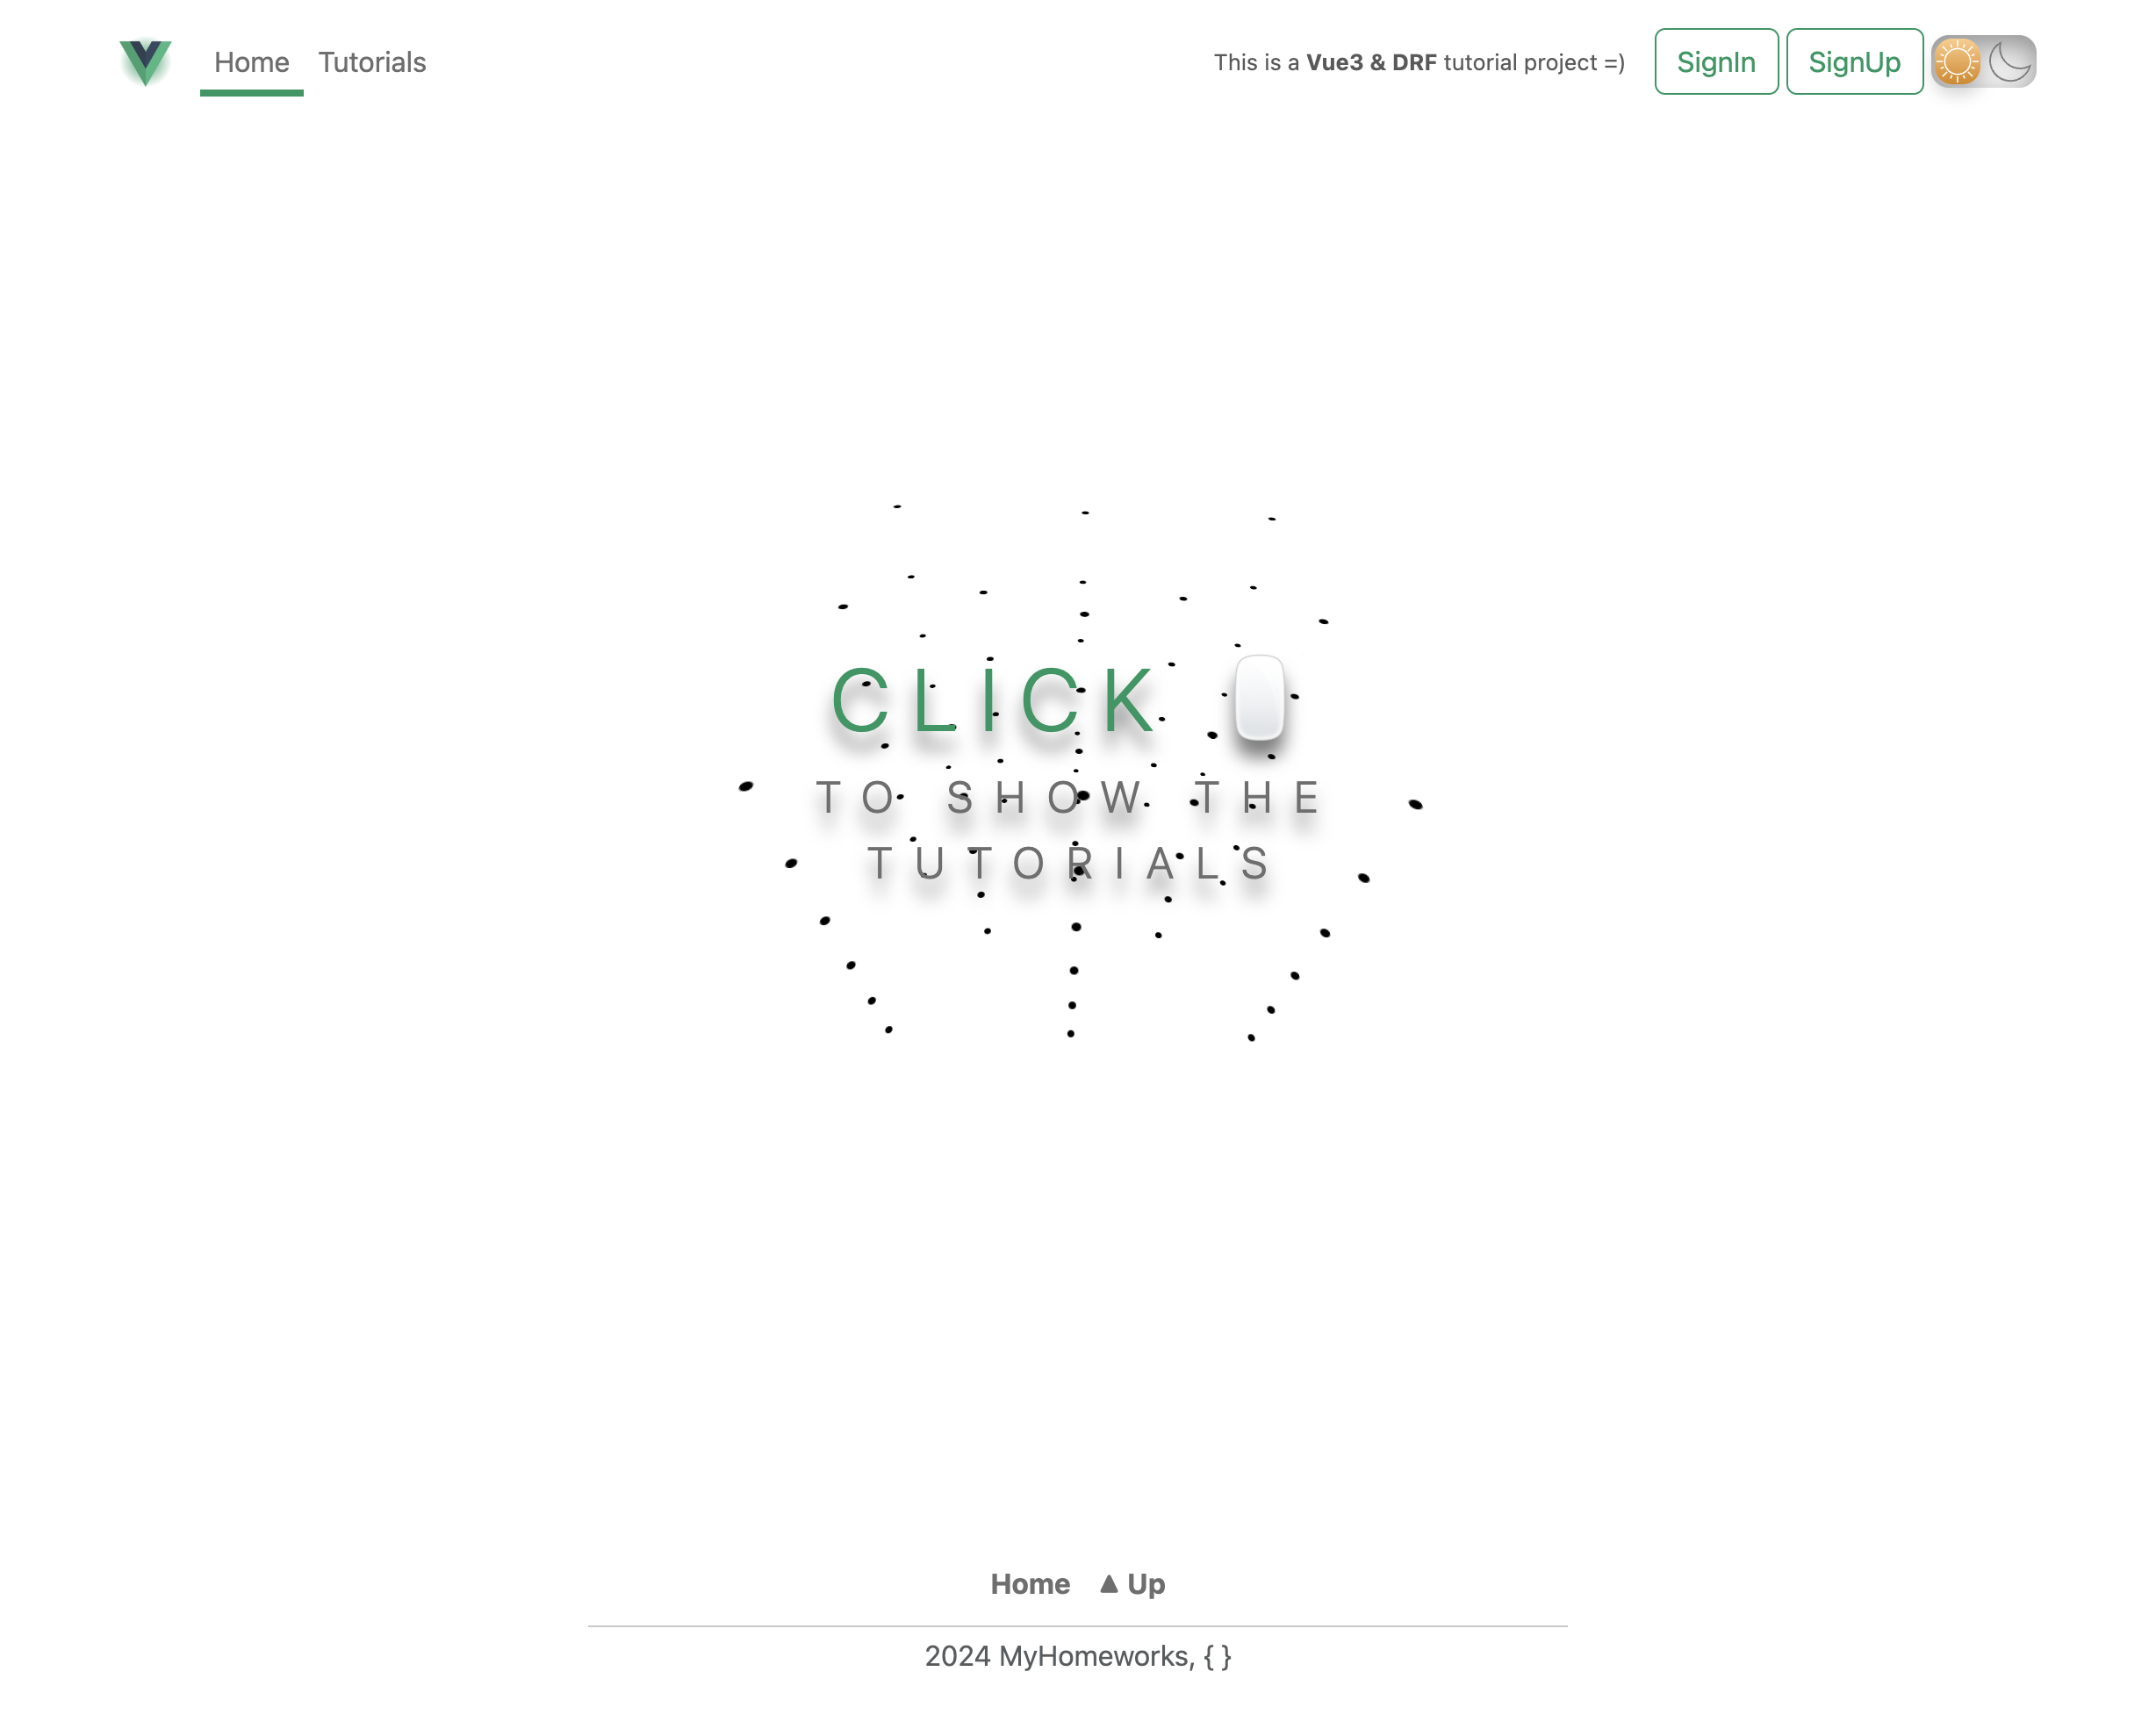 Home Tutorials This is a Vue3 & DRF tutorial project =) SignIn SignUp
CLICK
TO SHOW THE
TUTORIALS
Home ▲ Up
2024 MyHomeworks, { }